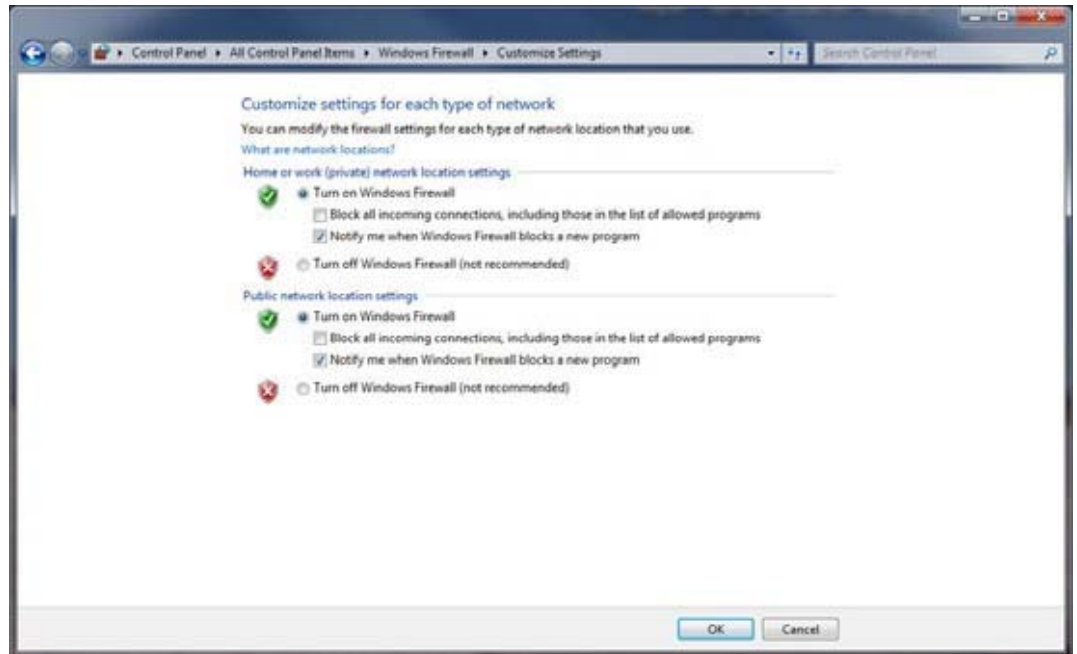 Control Panel ▸ All Control Panel Items ▸ Windows Firewall ▸ Customize Settings
Search Control Panel
Customize settings for each type of network
You can modify the firewall settings for each type of network location that you use.
What are network locations?
Home or work (private) network location settings
Turn on Windows Firewall
Block all incoming connections, including those in the list of allowed programs
Notify me when Windows Firewall blocks a new program
Turn off Windows Firewall (not recommended)
Public network location settings
Turn on Windows Firewall
Block all incoming connections, including those in the list of allowed programs
Notify me when Windows Firewall blocks a new program
Turn off Windows Firewall (not recommended)
OK
Cancel